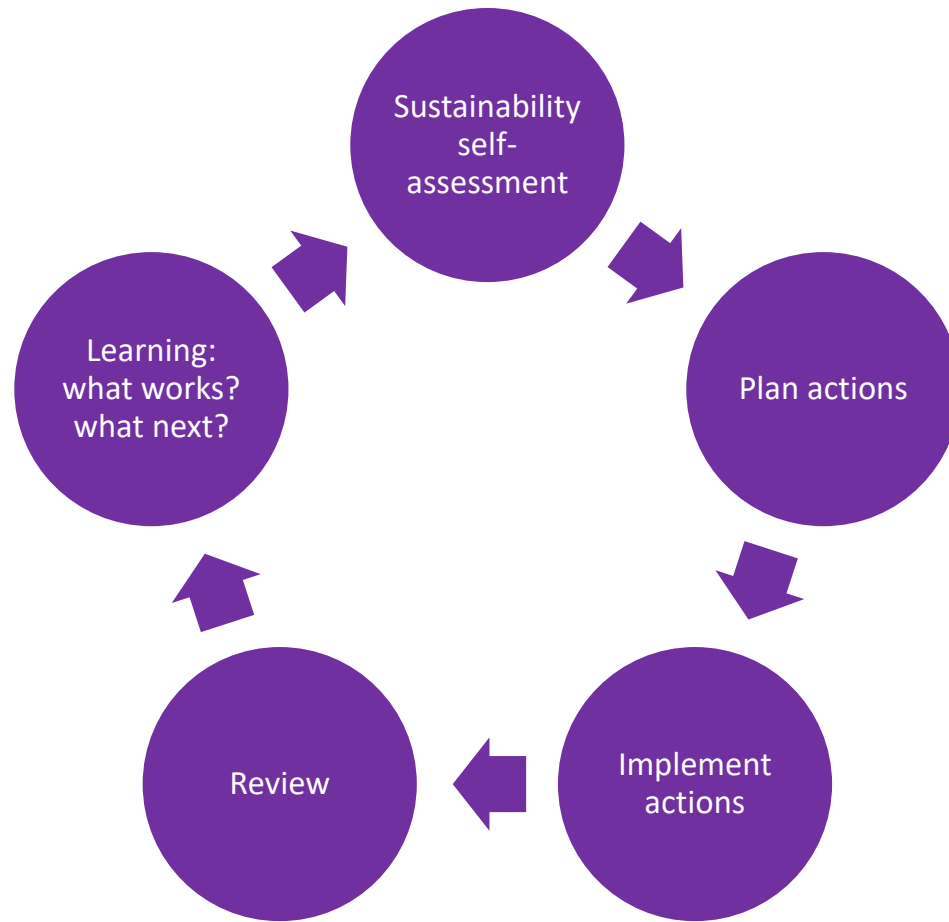 Sustainability
self-
assessment
Plan actions
Implement
actions
Review
Learning:
what works?
what next?